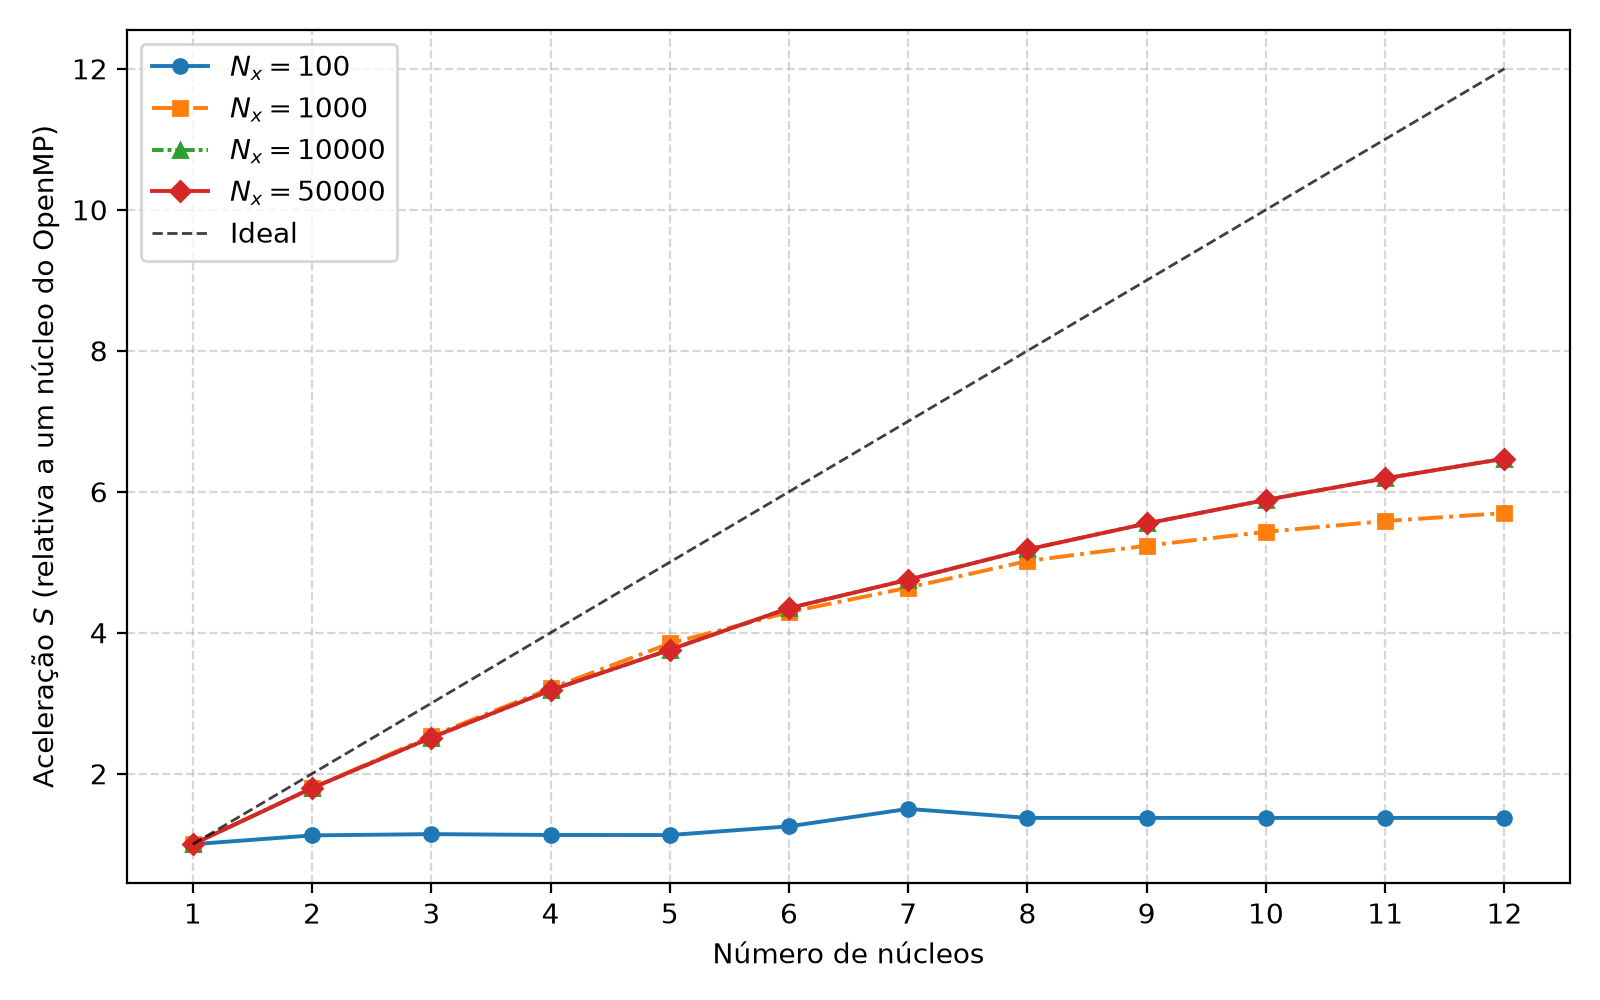 N_x = 100
N_x = 1000
N_x = 10000
N_x = 50000
Ideal
Aceleração S (relativa a um núcleo do OpenMP)
12
10
8
6
4
2
1 2 3 4 5 6 7 8 9 10 11 12
Número de núcleos